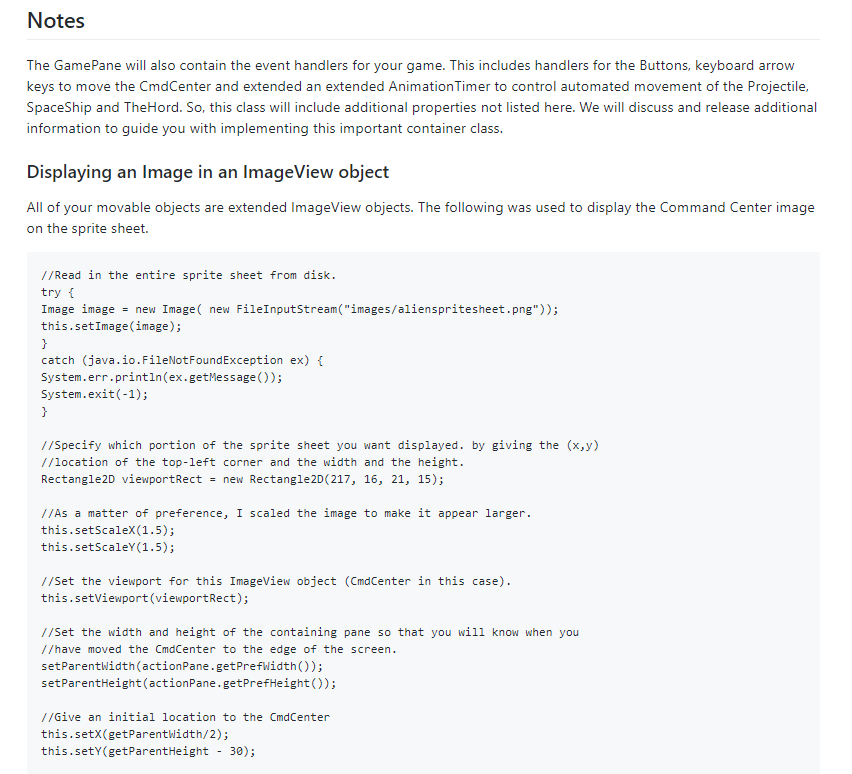 Notes
The GamePane will also contain the event handlers for your game. This includes handlers for the Buttons, keyboard arrow
keys to move the CmdCenter and extended an extended AnimationTimer to control automated movement of the Projectile,
SpaceShip and TheHord. So, this class will include additional properties not listed here. We will discuss and release additional
information to guide you with implementing this important container class.
Displaying an Image in an ImageView object
All of your movable objects are extended ImageView objects. The following was used to display the Command Center image
on the sprite sheet.
//Read in the entire sprite sheet from disk.
try {
Image image = new Image( new FileInputStream("images/alienspritesheet.png"));
this.setImage(image);
}
catch (java.io.FileNotFoundException ex) {
System.err.println(ex.getMessage());
System.exit(-1);
}
//Specify which portion of the sprite sheet you want displayed. by giving the (x,y)
//location of the top-left corner and the width and the height.
Rectangle2D viewportRect = new Rectangle2D(217, 16, 21, 15);
//As a matter of preference, I scaled the image to make it appear larger.
this.setScaleX(1.5);
this.setScaleY(1.5);
//Set the viewport for this ImageView object (CmdCenter in this case).
this.setViewport(viewportRect);
//Set the width and height of the containing pane so that you will know when you
//have moved the CmdCenter to the edge of the screen.
setParentWidth(actionPane.getPrefWidth());
setParentHeight(actionPane.getPrefHeight());
//Give an initial location to the CmdCenter
this.setX(getParentWidth/2);
this.setY(getParentHeight - 30);